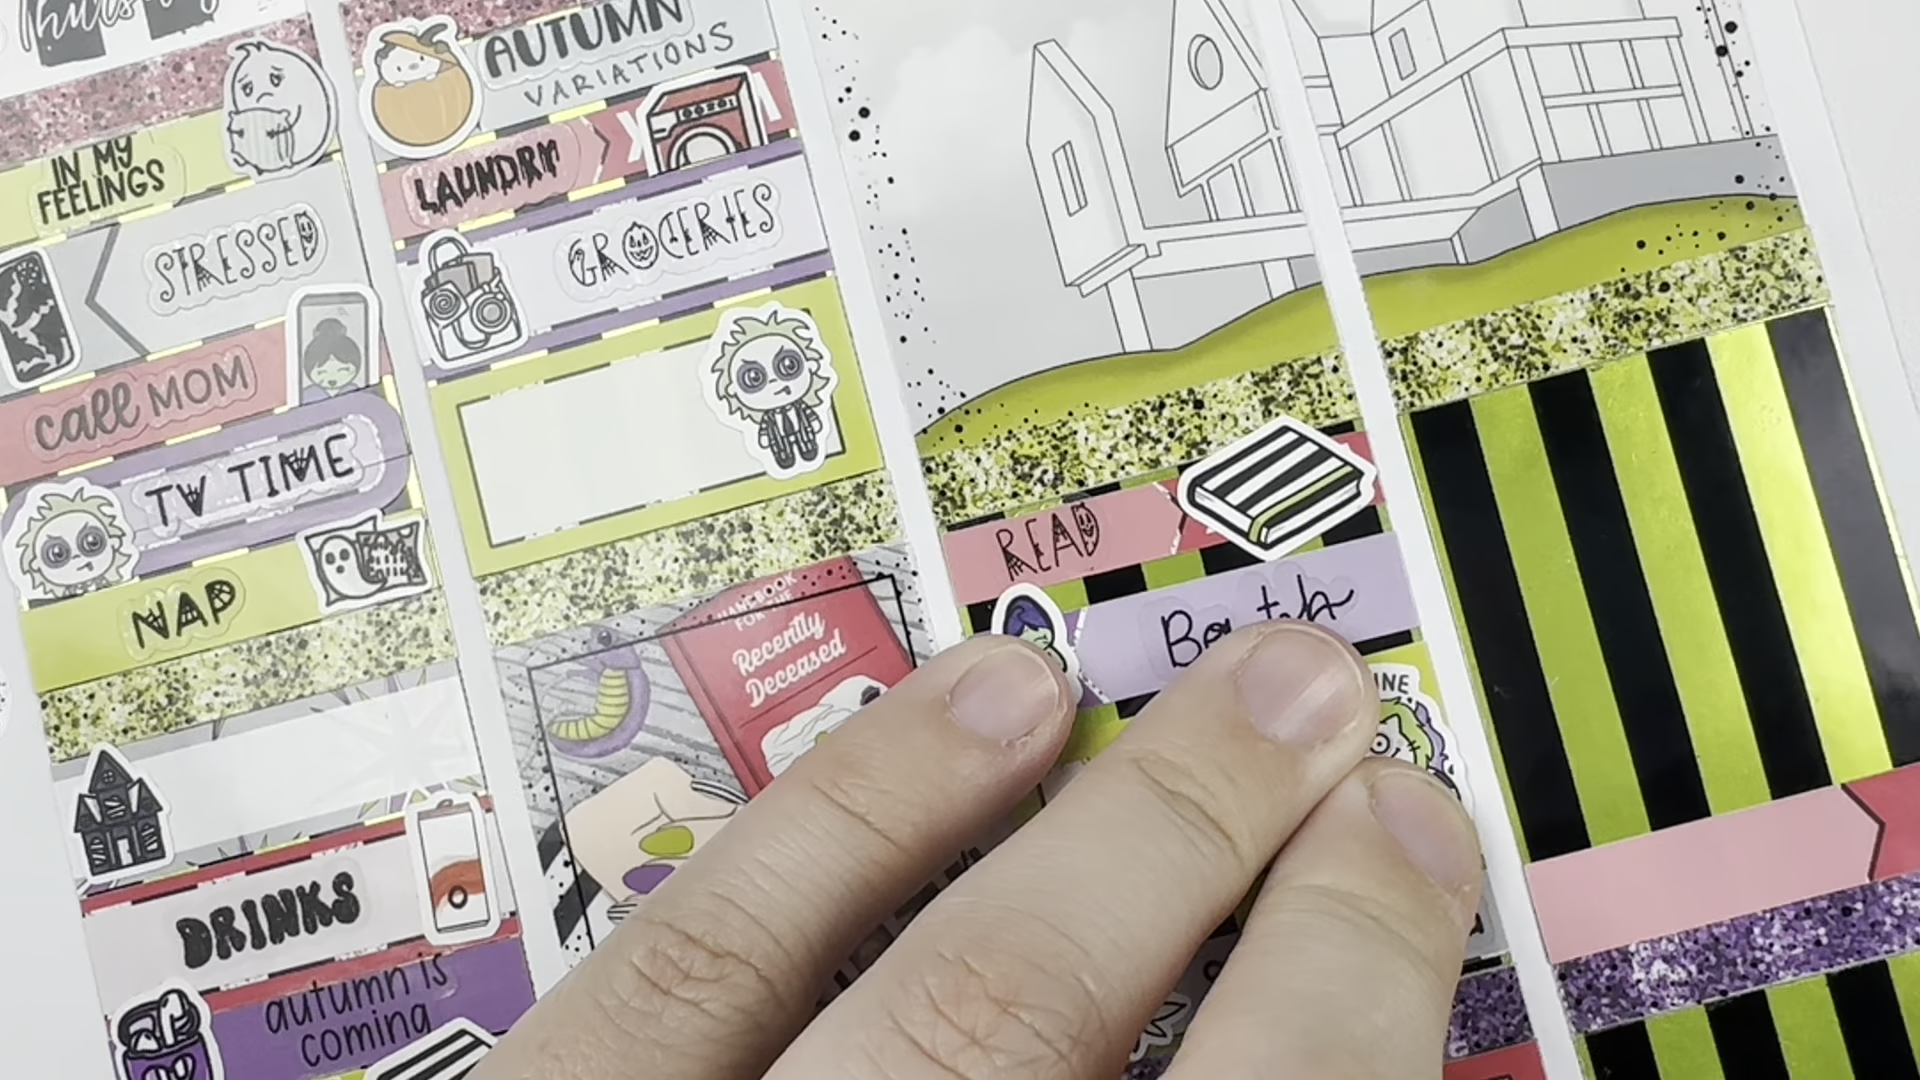 Thursday
IN MY
FEELINGS
STRESSED
call MOM
TV TIME
NAP
DRINKS
autumn is
coming
AUTUMN
VARIATIONS
LAUNDRY
GROCERIES
HANDBOOK
FOR THE
Recently
Deceased
READ